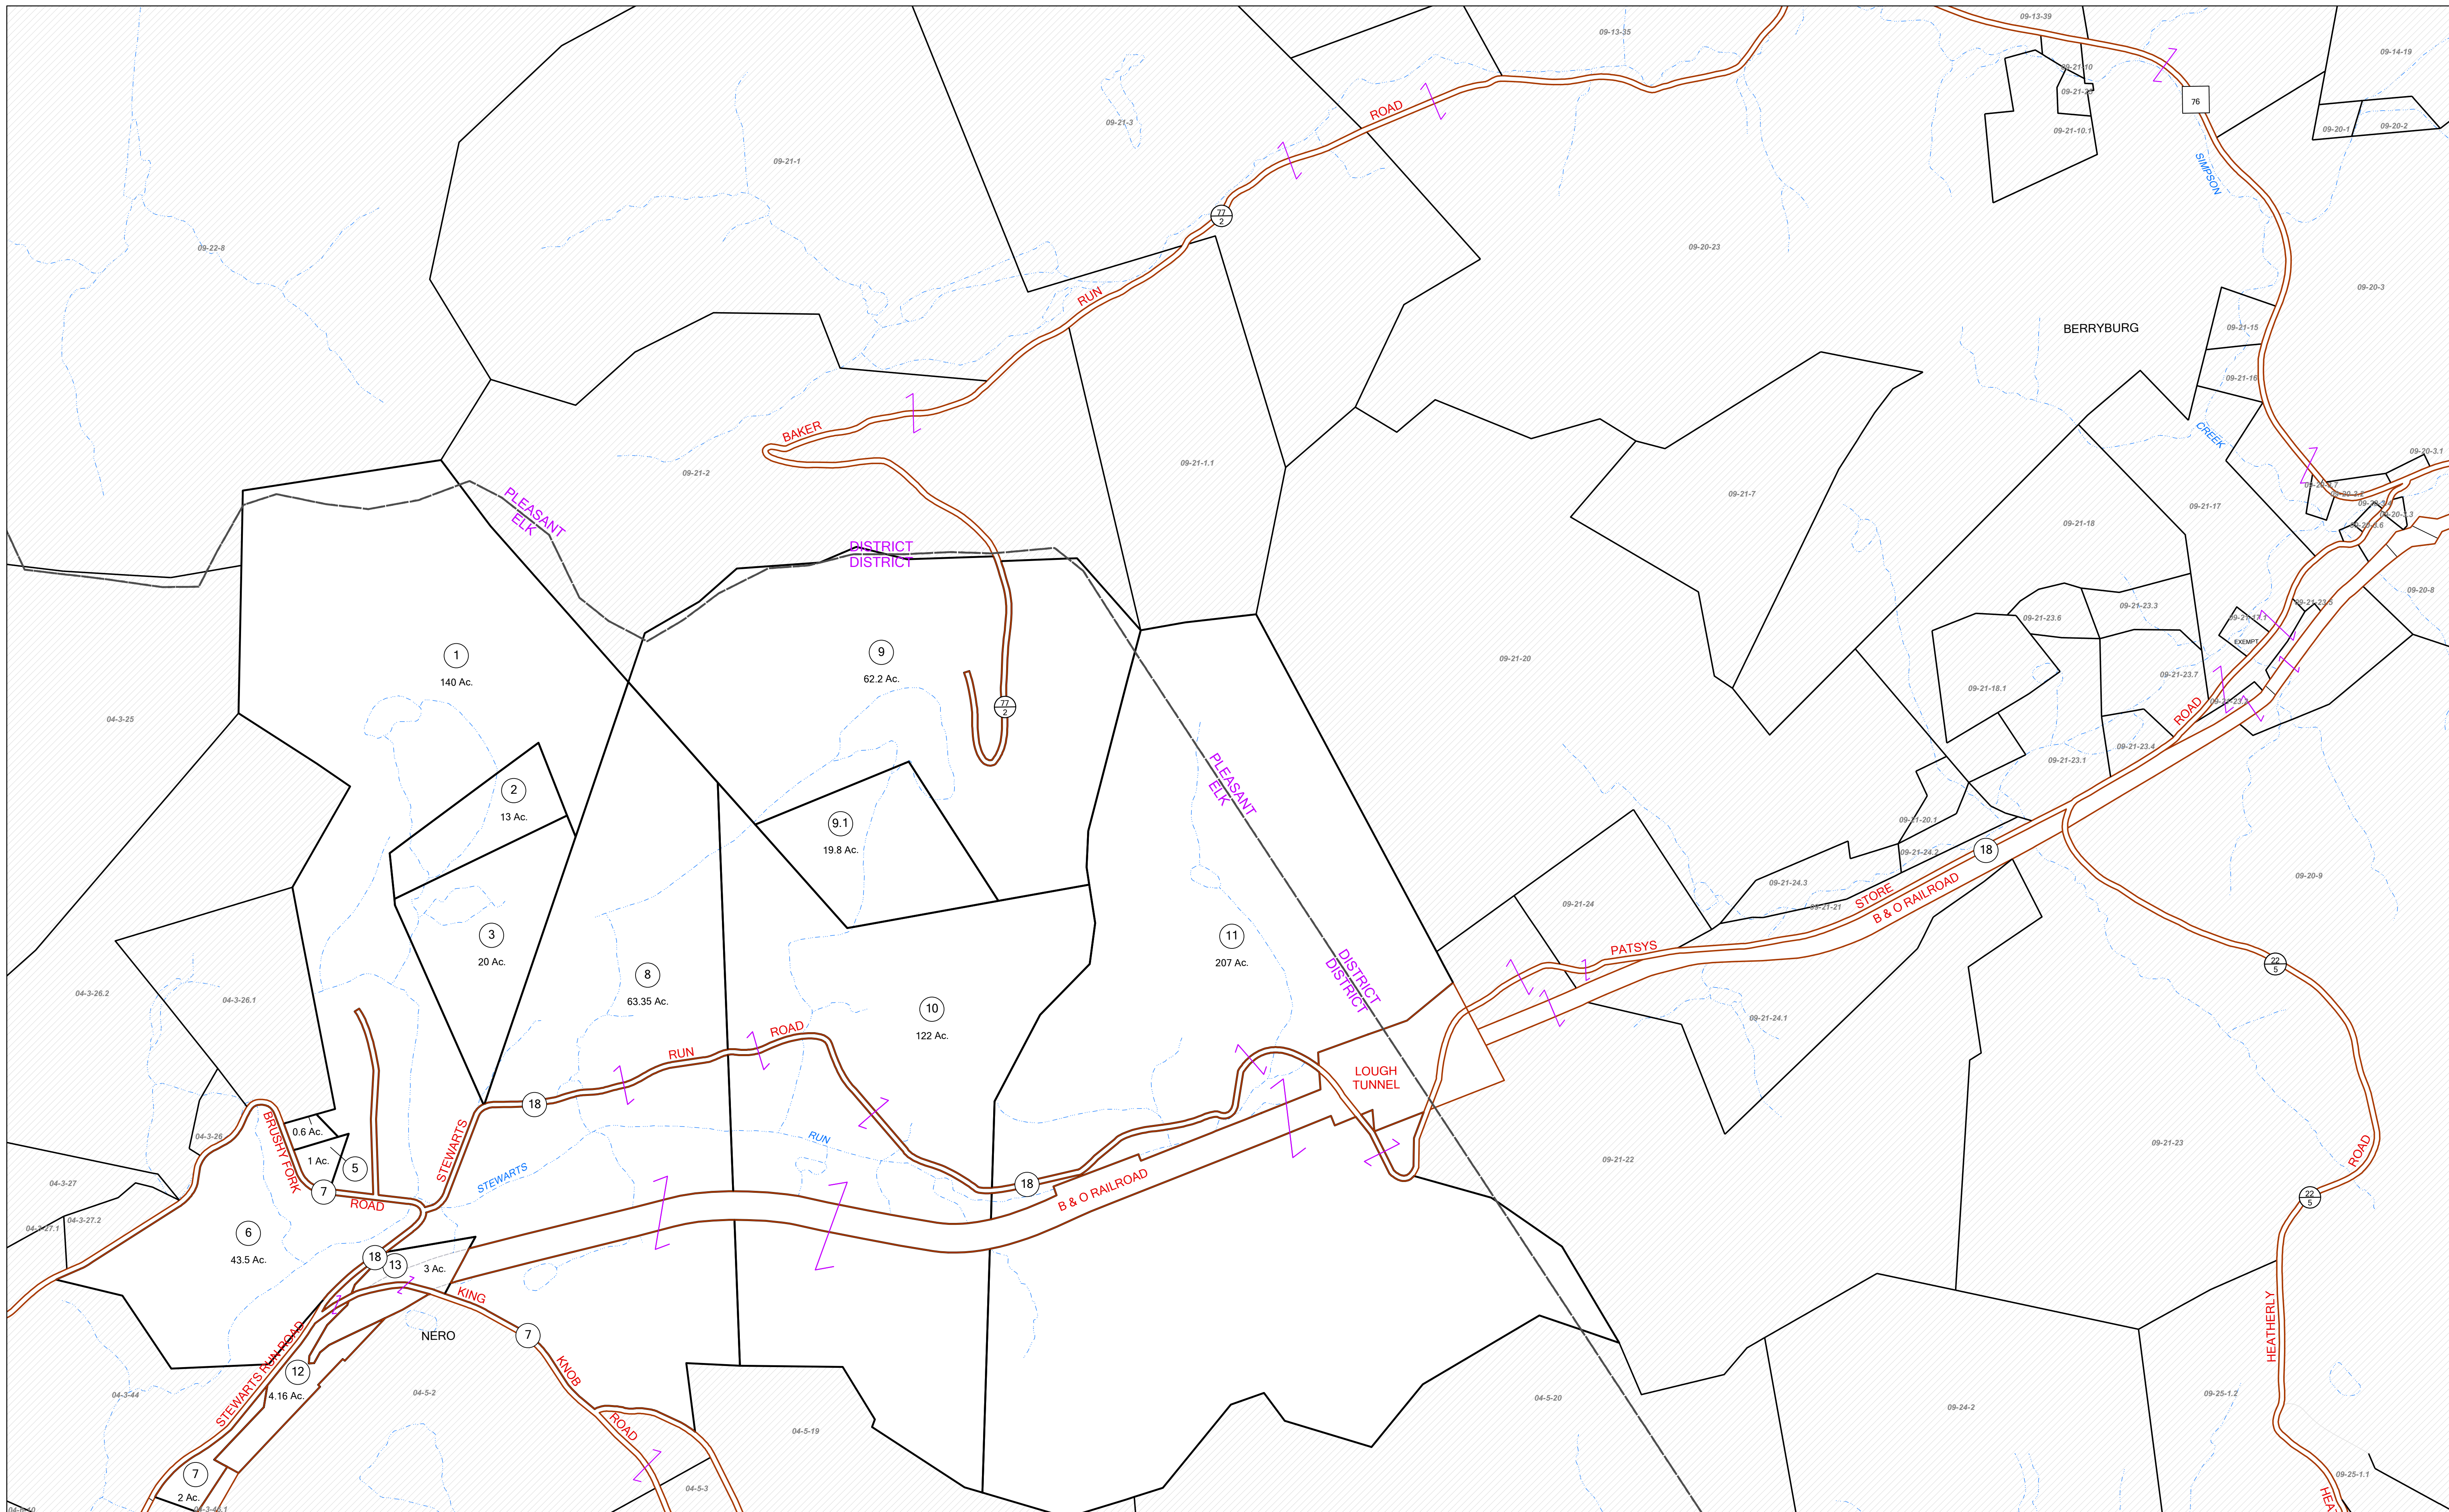 09-13-39
09-13-35
09-14-19
09-21-10
76
09-21-3
09-20-1
09-20-2
09-21-10.1
ROAD
09-21-1
SIMPSON
77
2
09-22-8
09-20-23
09-20-3
RUN
BERRYBURG
09-21-15
09-21-16
BAKER
CREEK
09-20-3.1
09-21-2
09-21-1.1
09-21-7
09-21-17
09-21-18
PLEASANT
ELK
DISTRICT
DISTRICT
09-20-8
09-21-23.3
09-21-23.5
09-21-23.6
09-21-17.1
EXEMPT
1
140 Ac.
9
62.2 Ac.
09-21-20
09-21-23.7
09-21-18.1
77
2
ROAD
04-3-25
09-21-23.4
09-21-23.1
PLEASANT
ELK
2
13 Ac.
9.1
19.8 Ac.
09-21-20.1
18
09-21-24.2
09-20-9
09-21-24.3
STORE
B & O RAILROAD
09-21-24
09-21-21
3
20 Ac.
11
207 Ac.
PATSYS
22
5
8
63.35 Ac.
DISTRICT
DISTRICT
04-3-26.2
04-3-26.1
10
122 Ac.
09-21-24.1
ROAD
RUN
LOUGH
TUNNEL
18
BRUSHY FORK
0.6 Ac.
04-3-26
RUN
09-21-23
ROAD
1 Ac.
5
STEWARTS
STEWARTS
09-21-22
04-3-27
7
18
B & O RAILROAD
22
5
ROAD
04-3-27.2
04-3-27.1
6
43.5 Ac.
18
13
3 Ac.
KING
HEATHERLY
NERO
7
STEWARTS RUN ROAD
KNOB
12
4.16 Ac.
04-3-44
04-5-2
04-5-20
09-25-1.2
09-24-2
ROAD
04-5-19
7
2 Ac.
04-5-3
09-25-1.1